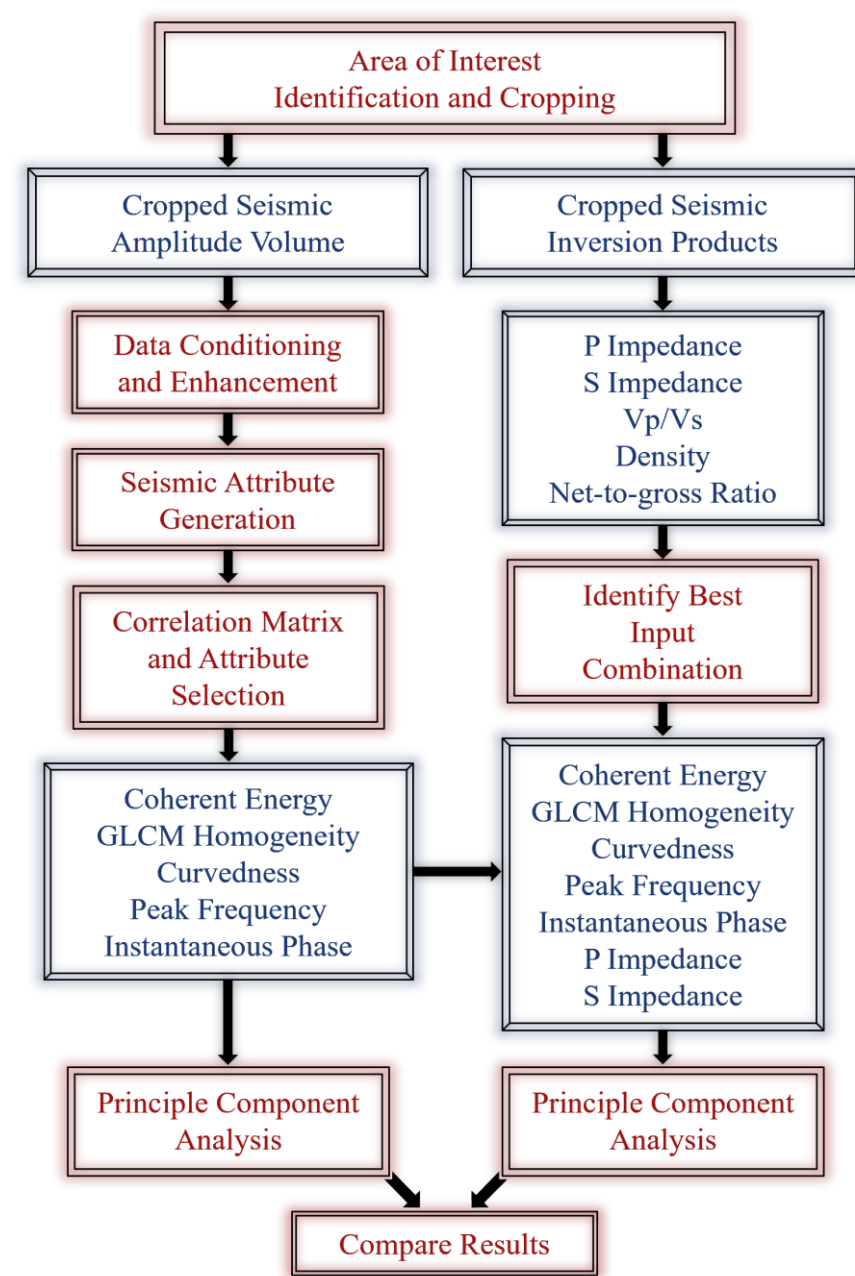 Area of Interest
Identification and Cropping
Cropped Seismic
Amplitude Volume
Cropped Seismic
Inversion Products
Data Conditioning
and Enhancement
P Impedance
S Impedance
Vp/Vs
Density
Net-to-gross Ratio
Seismic Attribute
Generation
Correlation Matrix
and Attribute
Selection
Identify Best
Input
Combination
Coherent Energy
GLCM Homogeneity
Curvedness
Peak Frequency
Instantaneous Phase
Coherent Energy
GLCM Homogeneity
Curvedness
Peak Frequency
Instantaneous Phase
P Impedance
S Impedance
Principle Component
Analysis
Principle Component
Analysis
Compare Results